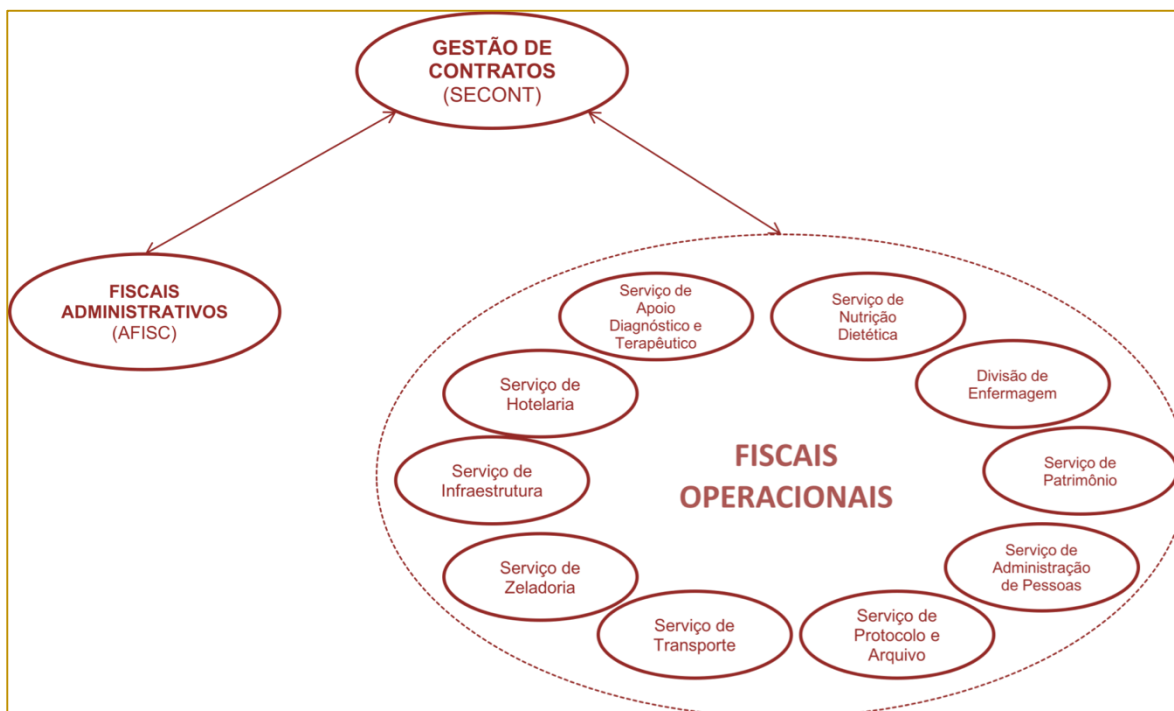 GESTÃO DE
CONTRATOS
(SECONT)
FISCAIS
ADMINISTRATIVOS
(AFISC)
Serviço de
Apoio
Diagnóstico e
Terapêutico
Serviço de
Nutrição
Dietética
Serviço de
Hotelaria
Divisão de
Enfermagem
Serviço de
Infraestrutura
FISCAIS
OPERACIONAIS
Serviço de
Patrimônio
Serviço de
Zeladoria
Serviço de
Administração
de Pessoas
Serviço de
Transporte
Serviço de
Protocolo e
Arquivo